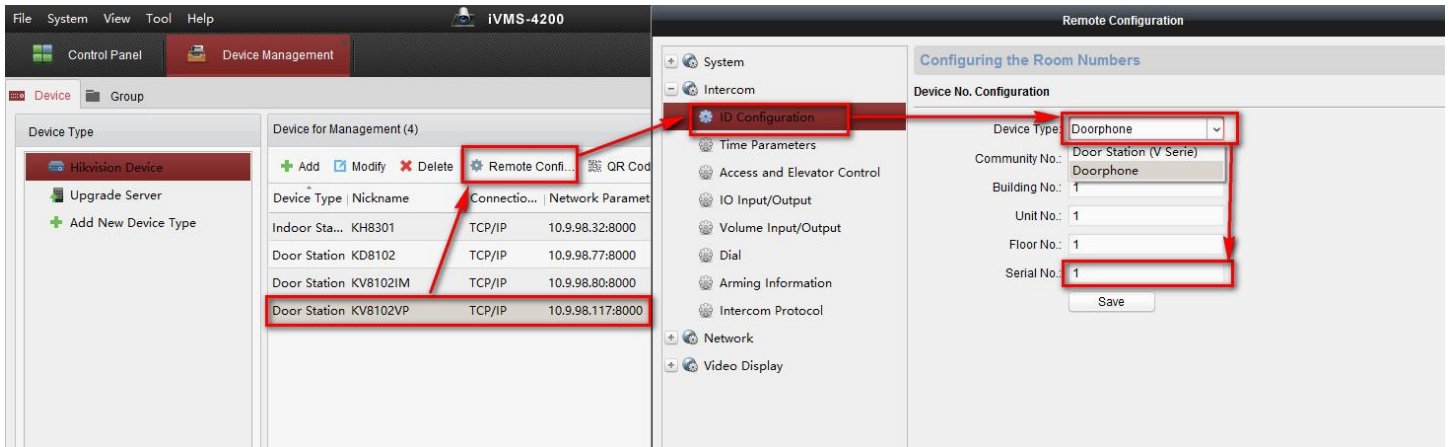 File System View Tool Help
iVMS-4200
Control Panel
Device Management
Device
Group
Device Type
Hikvision Device
Upgrade Server
Add New Device Type
Device for Management (4)
Add Modify Delete Remote Confi... QR Cod
Device Type Nickname Connectio... Network Paramet
Indoor Sta... KH8301 TCP/IP 10.9.98.32:8000
Door Station KD8102 TCP/IP 10.9.98.77:8000
Door Station KV8102IM TCP/IP 10.9.98.80:8000
Door Station KV8102VP TCP/IP 10.9.98.117:8000
Remote Configuration
System
Intercom
ID Configuration
Time Parameters
Access and Elevator Control
IO Input/Output
Volume Input/Output
Dial
Arming Information
Intercom Protocol
Network
Video Display
Configuring the Room Numbers
Device No. Configuration
Device Type: Doorphone
Door Station (V Serie)
Doorphone
Community No.:
Building No.: 1
Unit No.: 1
Floor No.: 1
Serial No.: 1
Save